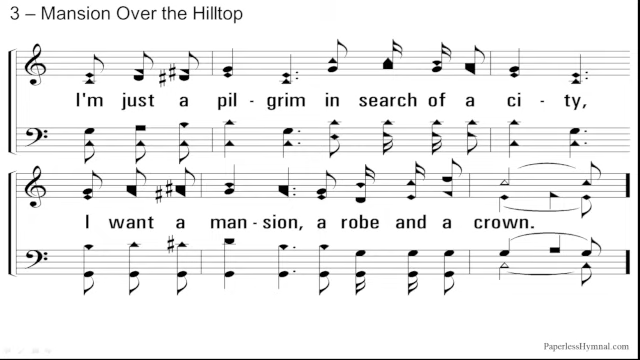 3 – Mansion Over the Hilltop
I'm just a pil - grim in search of a ci - ty,
I want a man - sion, a robe and a crown.
PaperlessHymnal.com